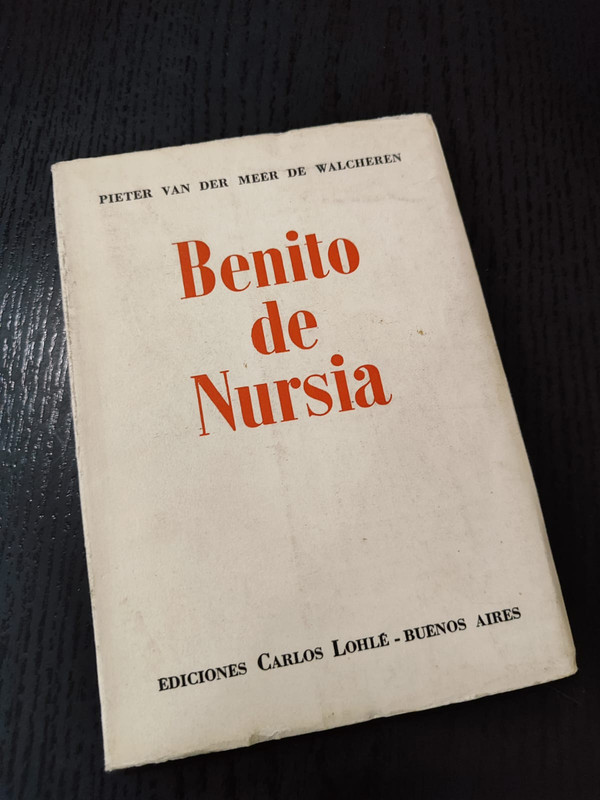 PIETER VAN DER MEER DE WALCHEREN
Benito
de
Nursia
EDICIONES CARLOS LOHLÉ - BUENOS AIRES